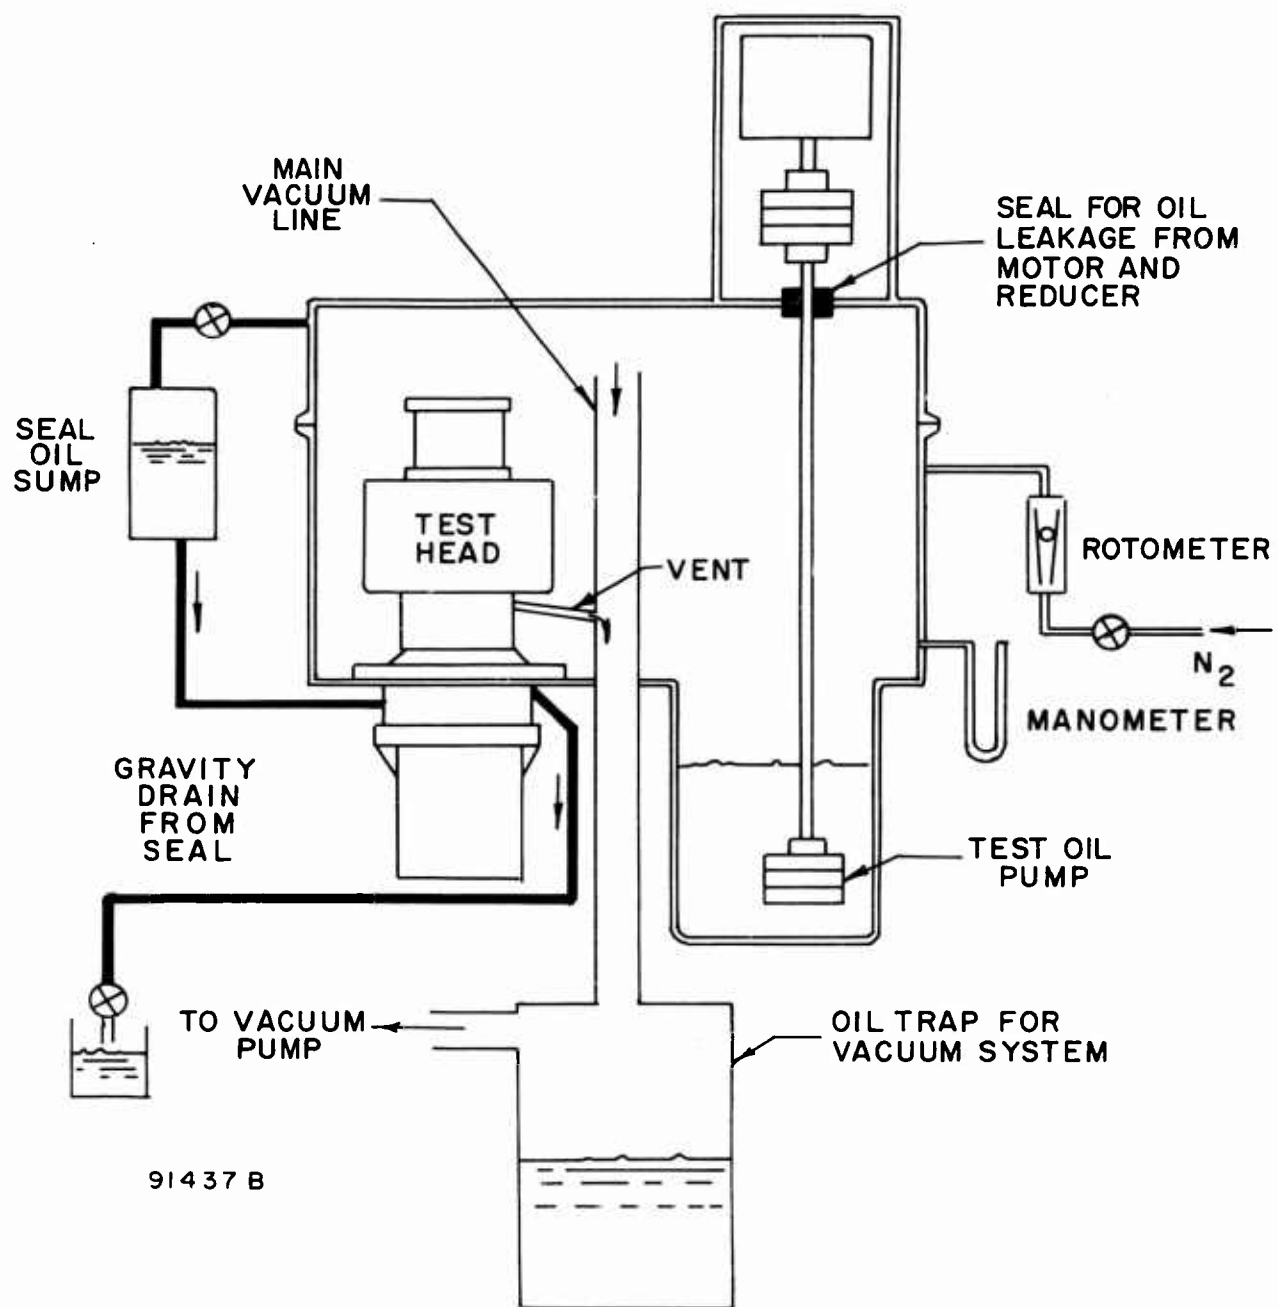 MAIN
VACUUM
LINE
SEAL FOR OIL
LEAKAGE FROM
MOTOR AND
REDUCER
SEAL
OIL
SUMP
TEST
HEAD
VENT
ROTOMETER
N2
MANOMETER
GRAVITY
DRAIN
FROM
SEAL
TEST OIL
PUMP
TO VACUUM
PUMP
OIL TRAP FOR
VACUUM SYSTEM
91437 B